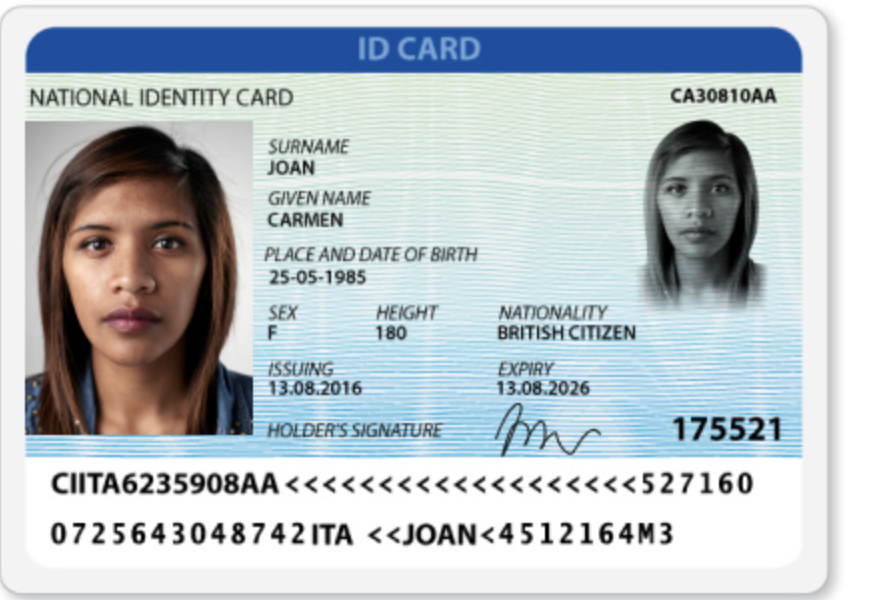 ID CARD
NATIONAL IDENTITY CARD
CA30810AA
SURNAME
JOAN
GIVEN NAME
CARMEN
PLACE AND DATE OF BIRTH
25-05-1985
SEX HEIGHT NATIONALITY
F 180 BRITISH CITIZEN
ISSUING EXPIRY
13.08.2016 13.08.2026
HOLDER'S SIGNATURE 175521
CIITA6235908AA<<<<<<<<<<<<<<<<<<<527160
0725643048742ITA <<JOAN<4512164M3